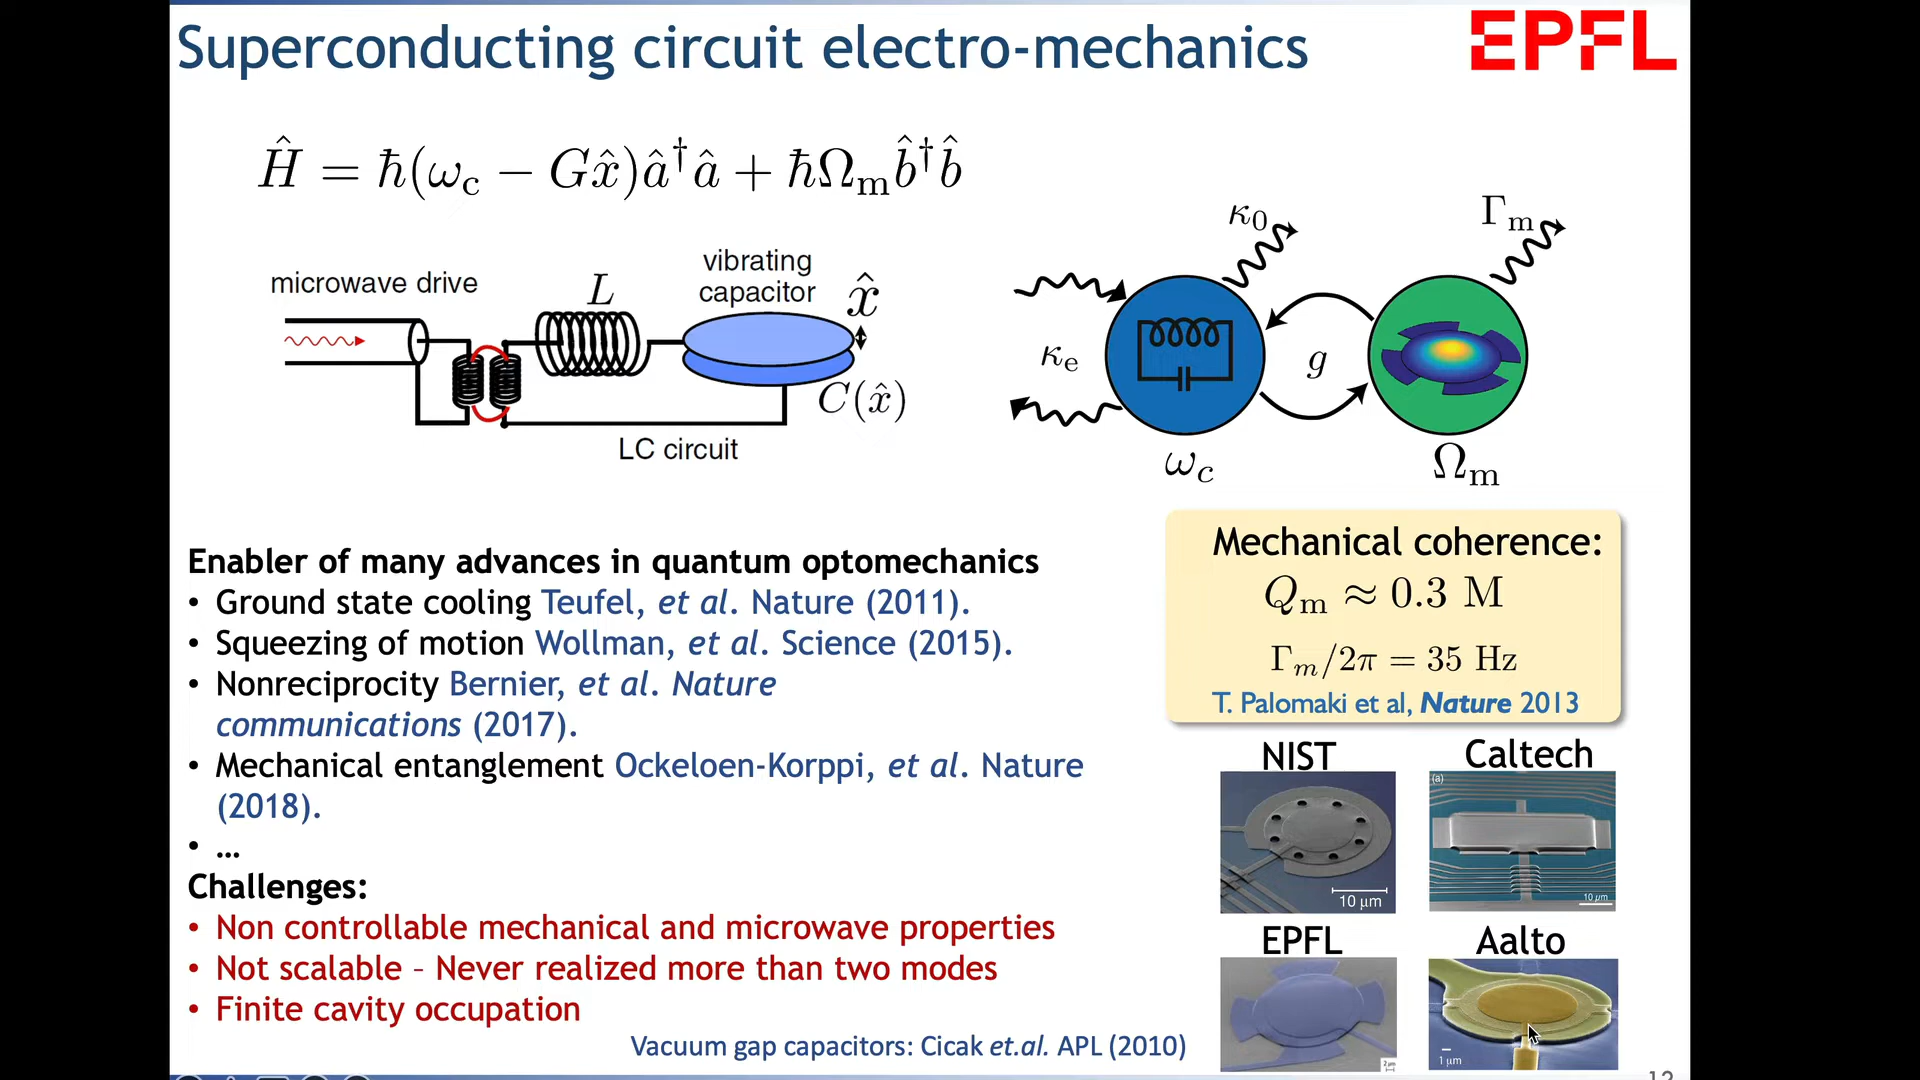 Superconducting circuit electro-mechanics
EPFL
Ĥ = ħ(ω_c − Gx̂)â†â + ħΩ_m b̂†b̂
microwave drive
L
vibrating
capacitor
x̂
C(x̂)
LC circuit
κ_0
Γ_m
κ_e
g
ω_c
Ω_m
Enabler of many advances in quantum optomechanics
• Ground state cooling Teufel, et al. Nature (2011).
• Squeezing of motion Wollman, et al. Science (2015).
• Nonreciprocity Bernier, et al. Nature
communications (2017).
• Mechanical entanglement Ockeloen-Korppi, et al. Nature
(2018).
• ...
Challenges:
• Non controllable mechanical and microwave properties
• Not scalable – Never realized more than two modes
• Finite cavity occupation
Vacuum gap capacitors: Cicak et.al. APL (2010)
Mechanical coherence:
Q_m ≈ 0.3 M
Γ_m/2π = 35 Hz
T. Palomaki et al, Nature 2013
NIST
Caltech
10 μm
(a)
10 μm
EPFL
Aalto
1 μm